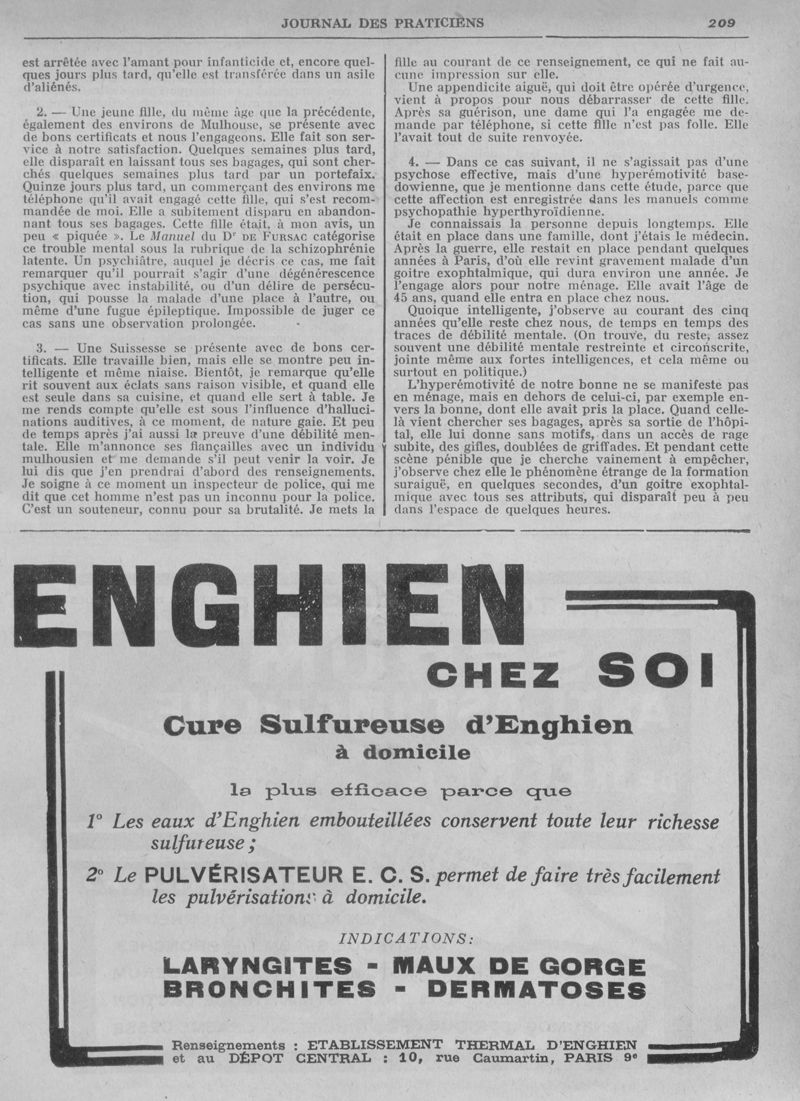 JOURNAL DES PRATICIENS 209
est arrêtée avec l'amant pour infanticide et, encore quel-
ques jours plus tard, qu'elle est transférée dans un asile
d'aliénés.
2. — Une jeune fille, du même âge que la précédente,
également des environs de Mulhouse, se présente avec
de bons certificats et nous l'engageons. Elle fait son ser-
vice à notre satisfaction. Quelques semaines plus tard,
elle disparaît en laissant tous ses bagages, qui sont cher-
chés quelques semaines plus tard par un portefaix.
Quinze jours plus tard, un commerçant des environs me
téléphone qu'il avait engagé cette fille, qui s'est recom-
mandée de moi. Elle a subitement disparu en abandon-
nant tous ses bagages. Cette fille était, à mon avis, un
peu « piquée ». Le Manuel du Dr DE FURSAC catégorise
ce trouble mental sous la rubrique de la schizophrénie
latente. Un psychiâtre, auquel je décris ce cas, me fait
remarquer qu'il pourrait s'agir d'une dégénérescence
psychique avec instabilité, ou d'un délire de persécu-
tion, qui pousse la malade d'une place à l'autre, ou
même d'une fugue épileptique. Impossible de juger ce
cas sans une observation prolongée.
3. — Une Suissesse se présente avec de bons cer-
tificats. Elle travaille bien, mais elle se montre peu in-
telligente et même niaise. Bientôt, je remarque qu'elle
rit souvent aux éclats sans raison visible, et quand elle
est seule dans sa cuisine, et quand elle sert à table. Je
me rends compte qu'elle est sous l'influence d'halluci-
nations auditives, à ce moment, de nature gaie. Et peu
de temps après j'ai aussi la preuve d'une débilité men-
tale. Elle m'annonce ses fiançailles avec un individu
mulhousien et me demande s'il peut venir la voir. Je
lui dis que j'en prendrai d'abord des renseignements.
Je soigne à ce moment un inspecteur de police, qui me
dit que cet homme n'est pas un inconnu pour la police.
C'est un souteneur, connu pour sa brutalité. Je mets la
fille au courant de ce renseignement, ce qui ne fait au-
cune impression sur elle.
Une appendicite aiguë, qui doit être opérée d'urgence,
vient à propos pour nous débarrasser de cette fille.
Après sa guérison, une dame qui l'a engagée me de-
mande par téléphone, si cette fille n'est pas folle. Elle
l'avait tout de suite renvoyée.
4. — Dans ce cas suivant, il ne s'agissait pas d'une
psychose effective, mais d'une hyperémotivité base-
dowienne, que je mentionne dans cette étude, parce que
cette affection est enregistrée dans les manuels comme
psychopathie hyperthyroïdienne.
Je connaissais la personne depuis longtemps. Elle
était en place dans une famille, dont j'étais le médecin.
Après la guerre, elle restait en place pendant quelques
années à Paris, d'où elle revint gravement malade d'un
goitre exophtalmique, qui dura environ une année. Je
l'engage alors pour notre ménage. Elle avait l'âge de
45 ans, quand elle entra en place chez nous.
Quoique intelligente, j'observe au courant des cinq
années qu'elle reste chez nous, de temps en temps des
traces de débilité mentale. (On trouve, du reste, assez
souvent une débilité mentale restreinte et circonscrite,
jointe même aux fortes intelligences, et cela même ou
surtout en politique.)
L'hyperémotivité de notre bonne ne se manifeste pas
en ménage, mais en dehors de celui-ci, par exemple en-
vers la bonne, dont elle avait pris la place. Quand celle-
là vient chercher ses bagages, après sa sortie de l'hôpi-
tal, elle lui donne sans motifs, dans un accès de rage
subite, des gifles, doublées de griffades. Et pendant cette
scène pénible que je cherche vainement à empêcher,
j'observe chez elle le phénomène étrange de la formation
suraiguë, en quelques secondes, d'un goitre exophtal-
mique avec tous ses attributs, qui disparaît peu à peu
dans l'espace de quelques heures.
ENGHIEN
CHEZ SOI
Cure Sulfureuse d'Enghien
à domicile
la plus efficace parce que
1° Les eaux d'Enghien embouteillées conservent toute leur richesse
sulfureuse ;
2° Le PULVÉRISATEUR E. C. S. permet de faire très facilement
les pulvérisations à domicile.
INDICATIONS:
LARYNGITES - MAUX DE GORGE
BRONCHITES - DERMATOSES
Renseignements : ETABLISSEMENT THERMAL D'ENGHIEN
et au DÉPOT CENTRAL : 10, rue Caumartin, PARIS 9e